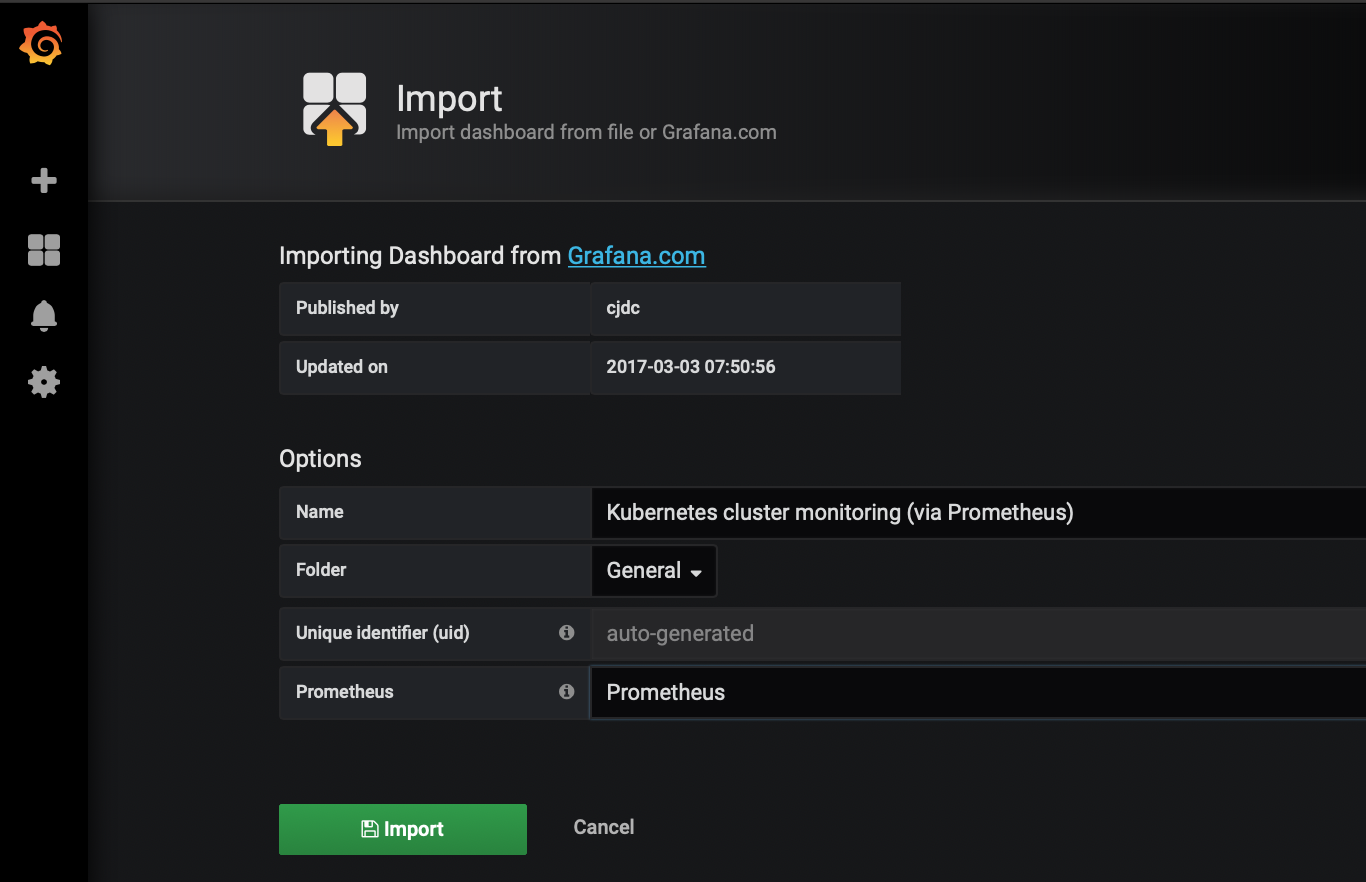 Import
Import dashboard from file or Grafana.com
Importing Dashboard from Grafana.com
Published by cjdc
Updated on 2017-03-03 07:50:56
Options
Name Kubernetes cluster monitoring (via Prometheus)
Folder General
Unique identifier (uid) auto-generated
Prometheus Prometheus
Import Cancel